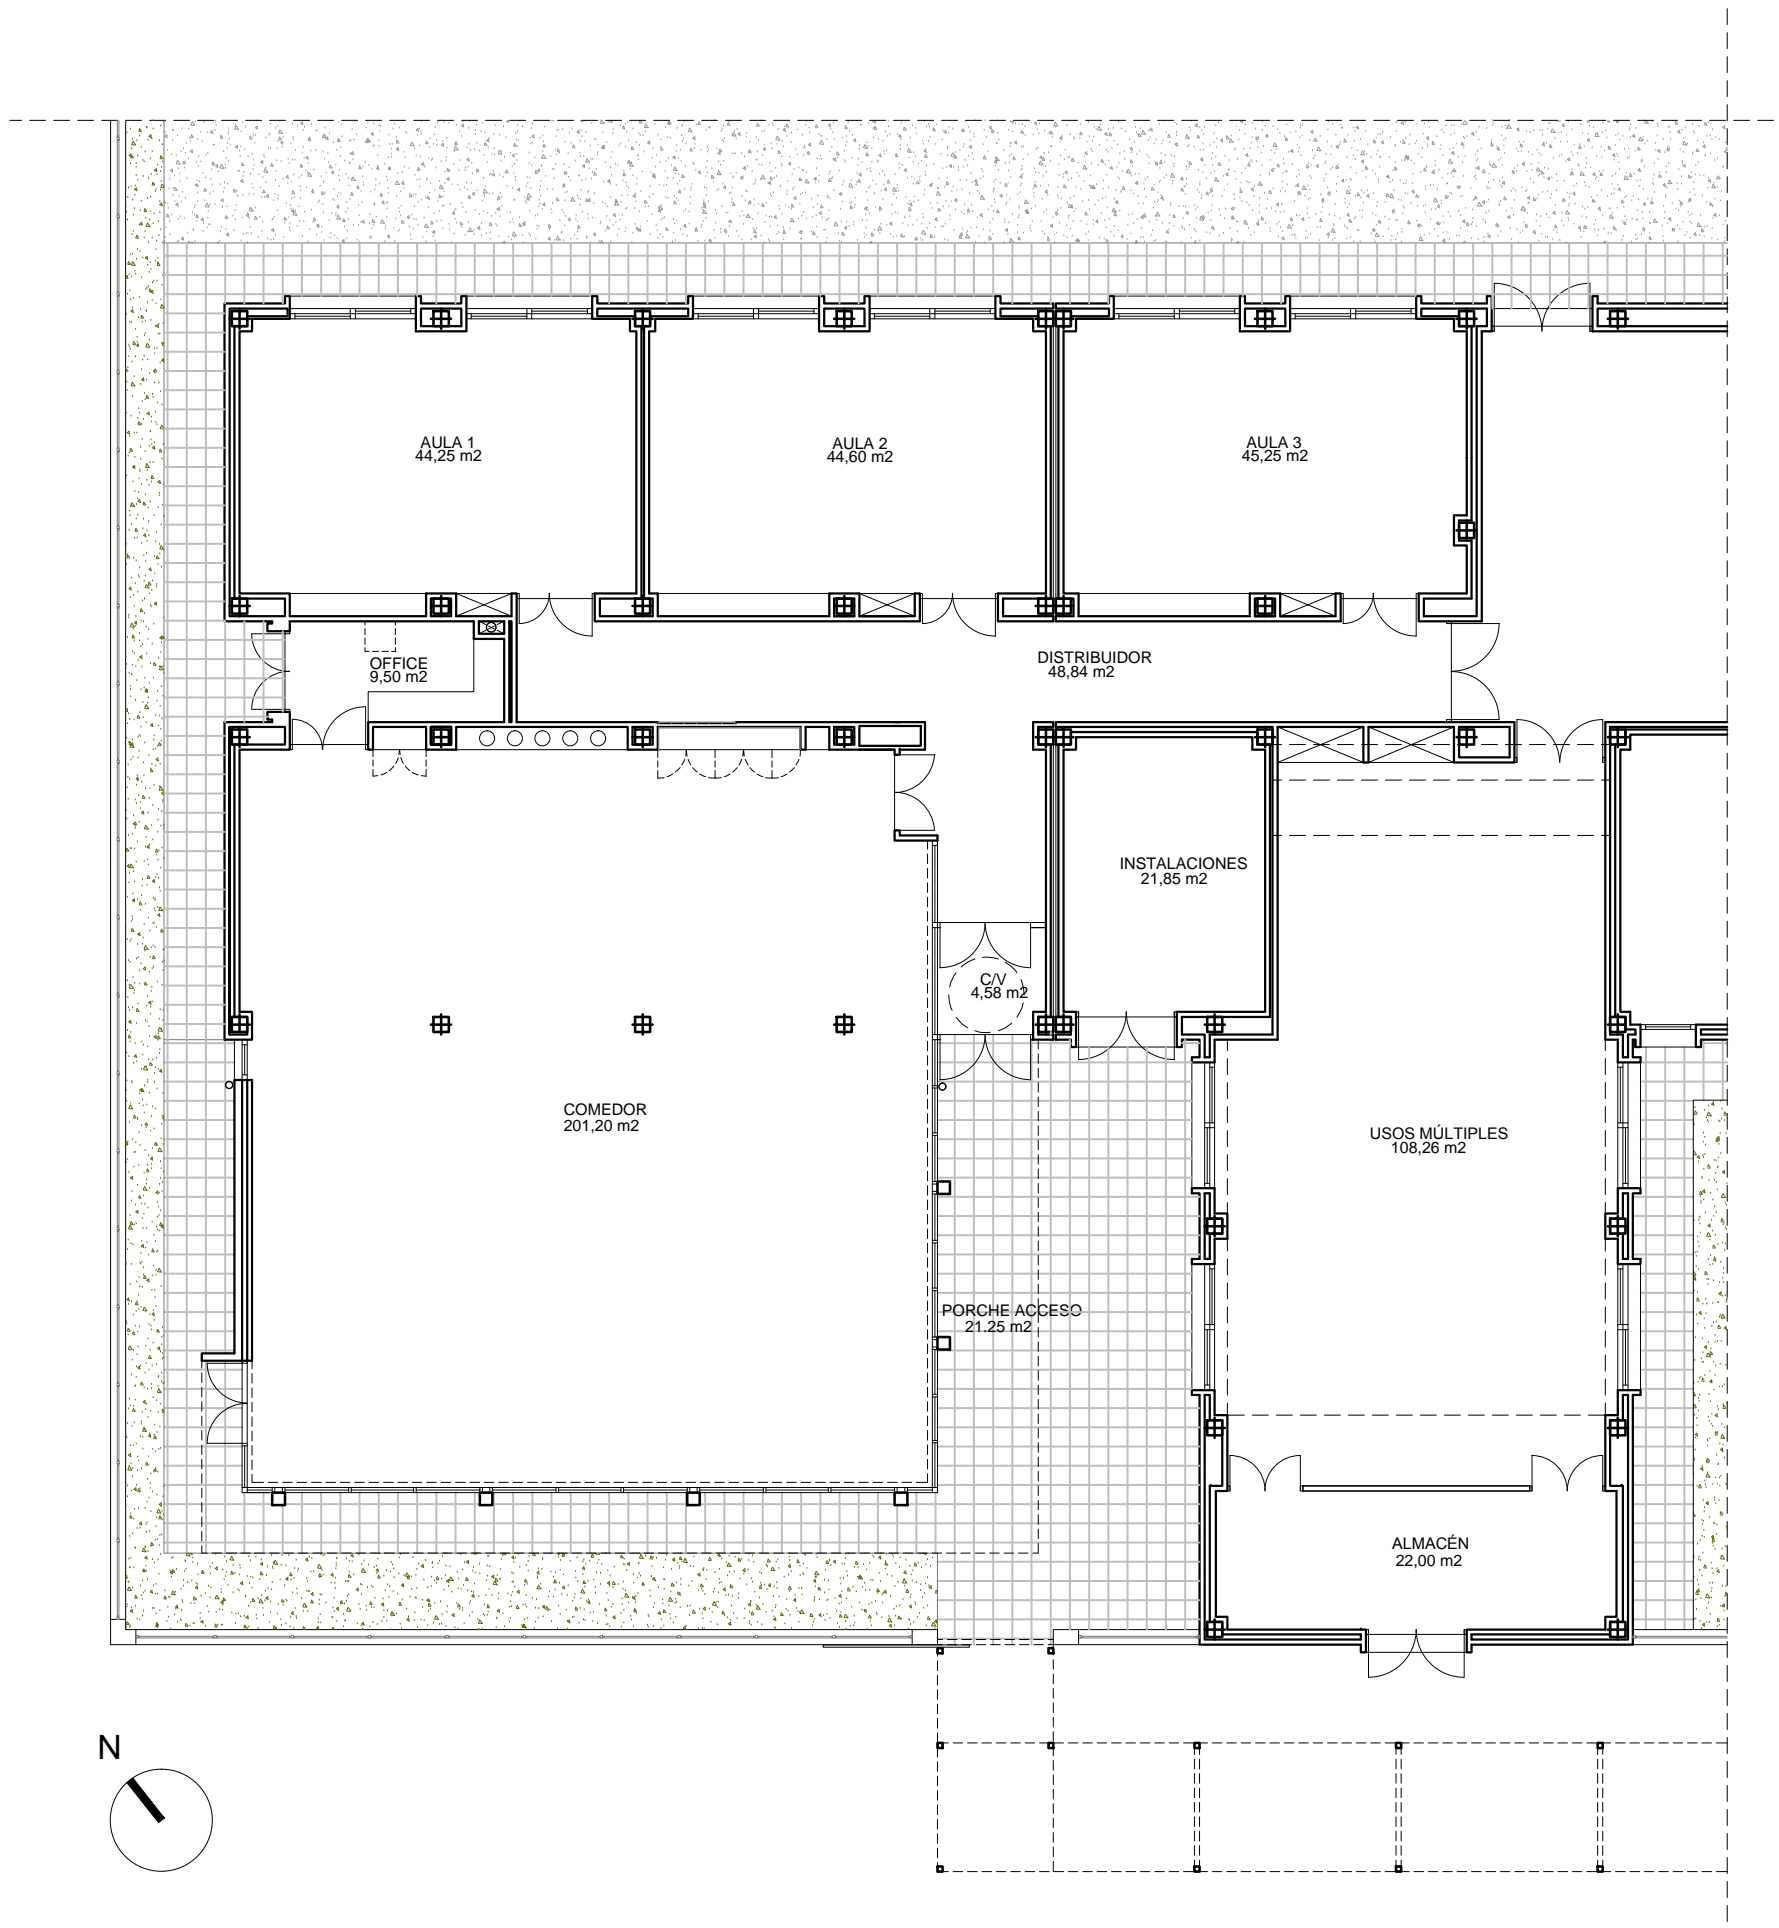 AULA 1
44,25 m2
AULA 2
44,60 m2
AULA 3
45,25 m2
OFFICE
9,50 m2
DISTRIBUIDOR
48,84 m2
INSTALACIONES
21,85 m2
C/V
4,58 m2
COMEDOR
201,20 m2
USOS MÚLTIPLES
108,26 m2
PORCHE ACCESO
21.25 m2
ALMACÉN
22,00 m2
N